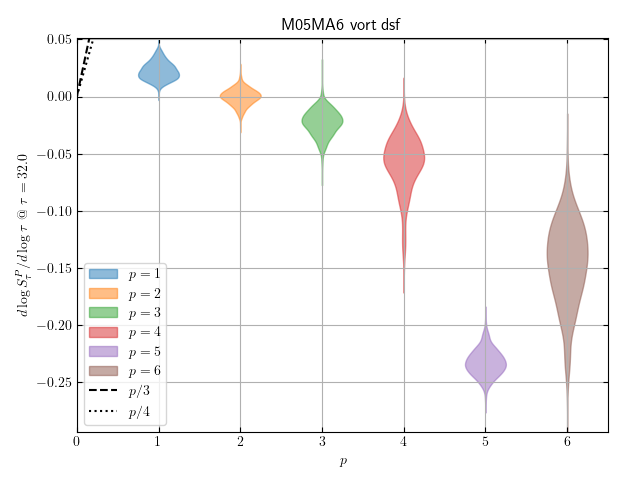 M05MA6 vort dsf
d log S_τ^P/d log τ @ τ = 32.0
0.05
0.00
−0.05
−0.10
−0.15
−0.20
−0.25
p = 1
p = 2
p = 3
p = 4
p = 5
p = 6
p/3
p/4
0 1 2 3 4 5 6
p